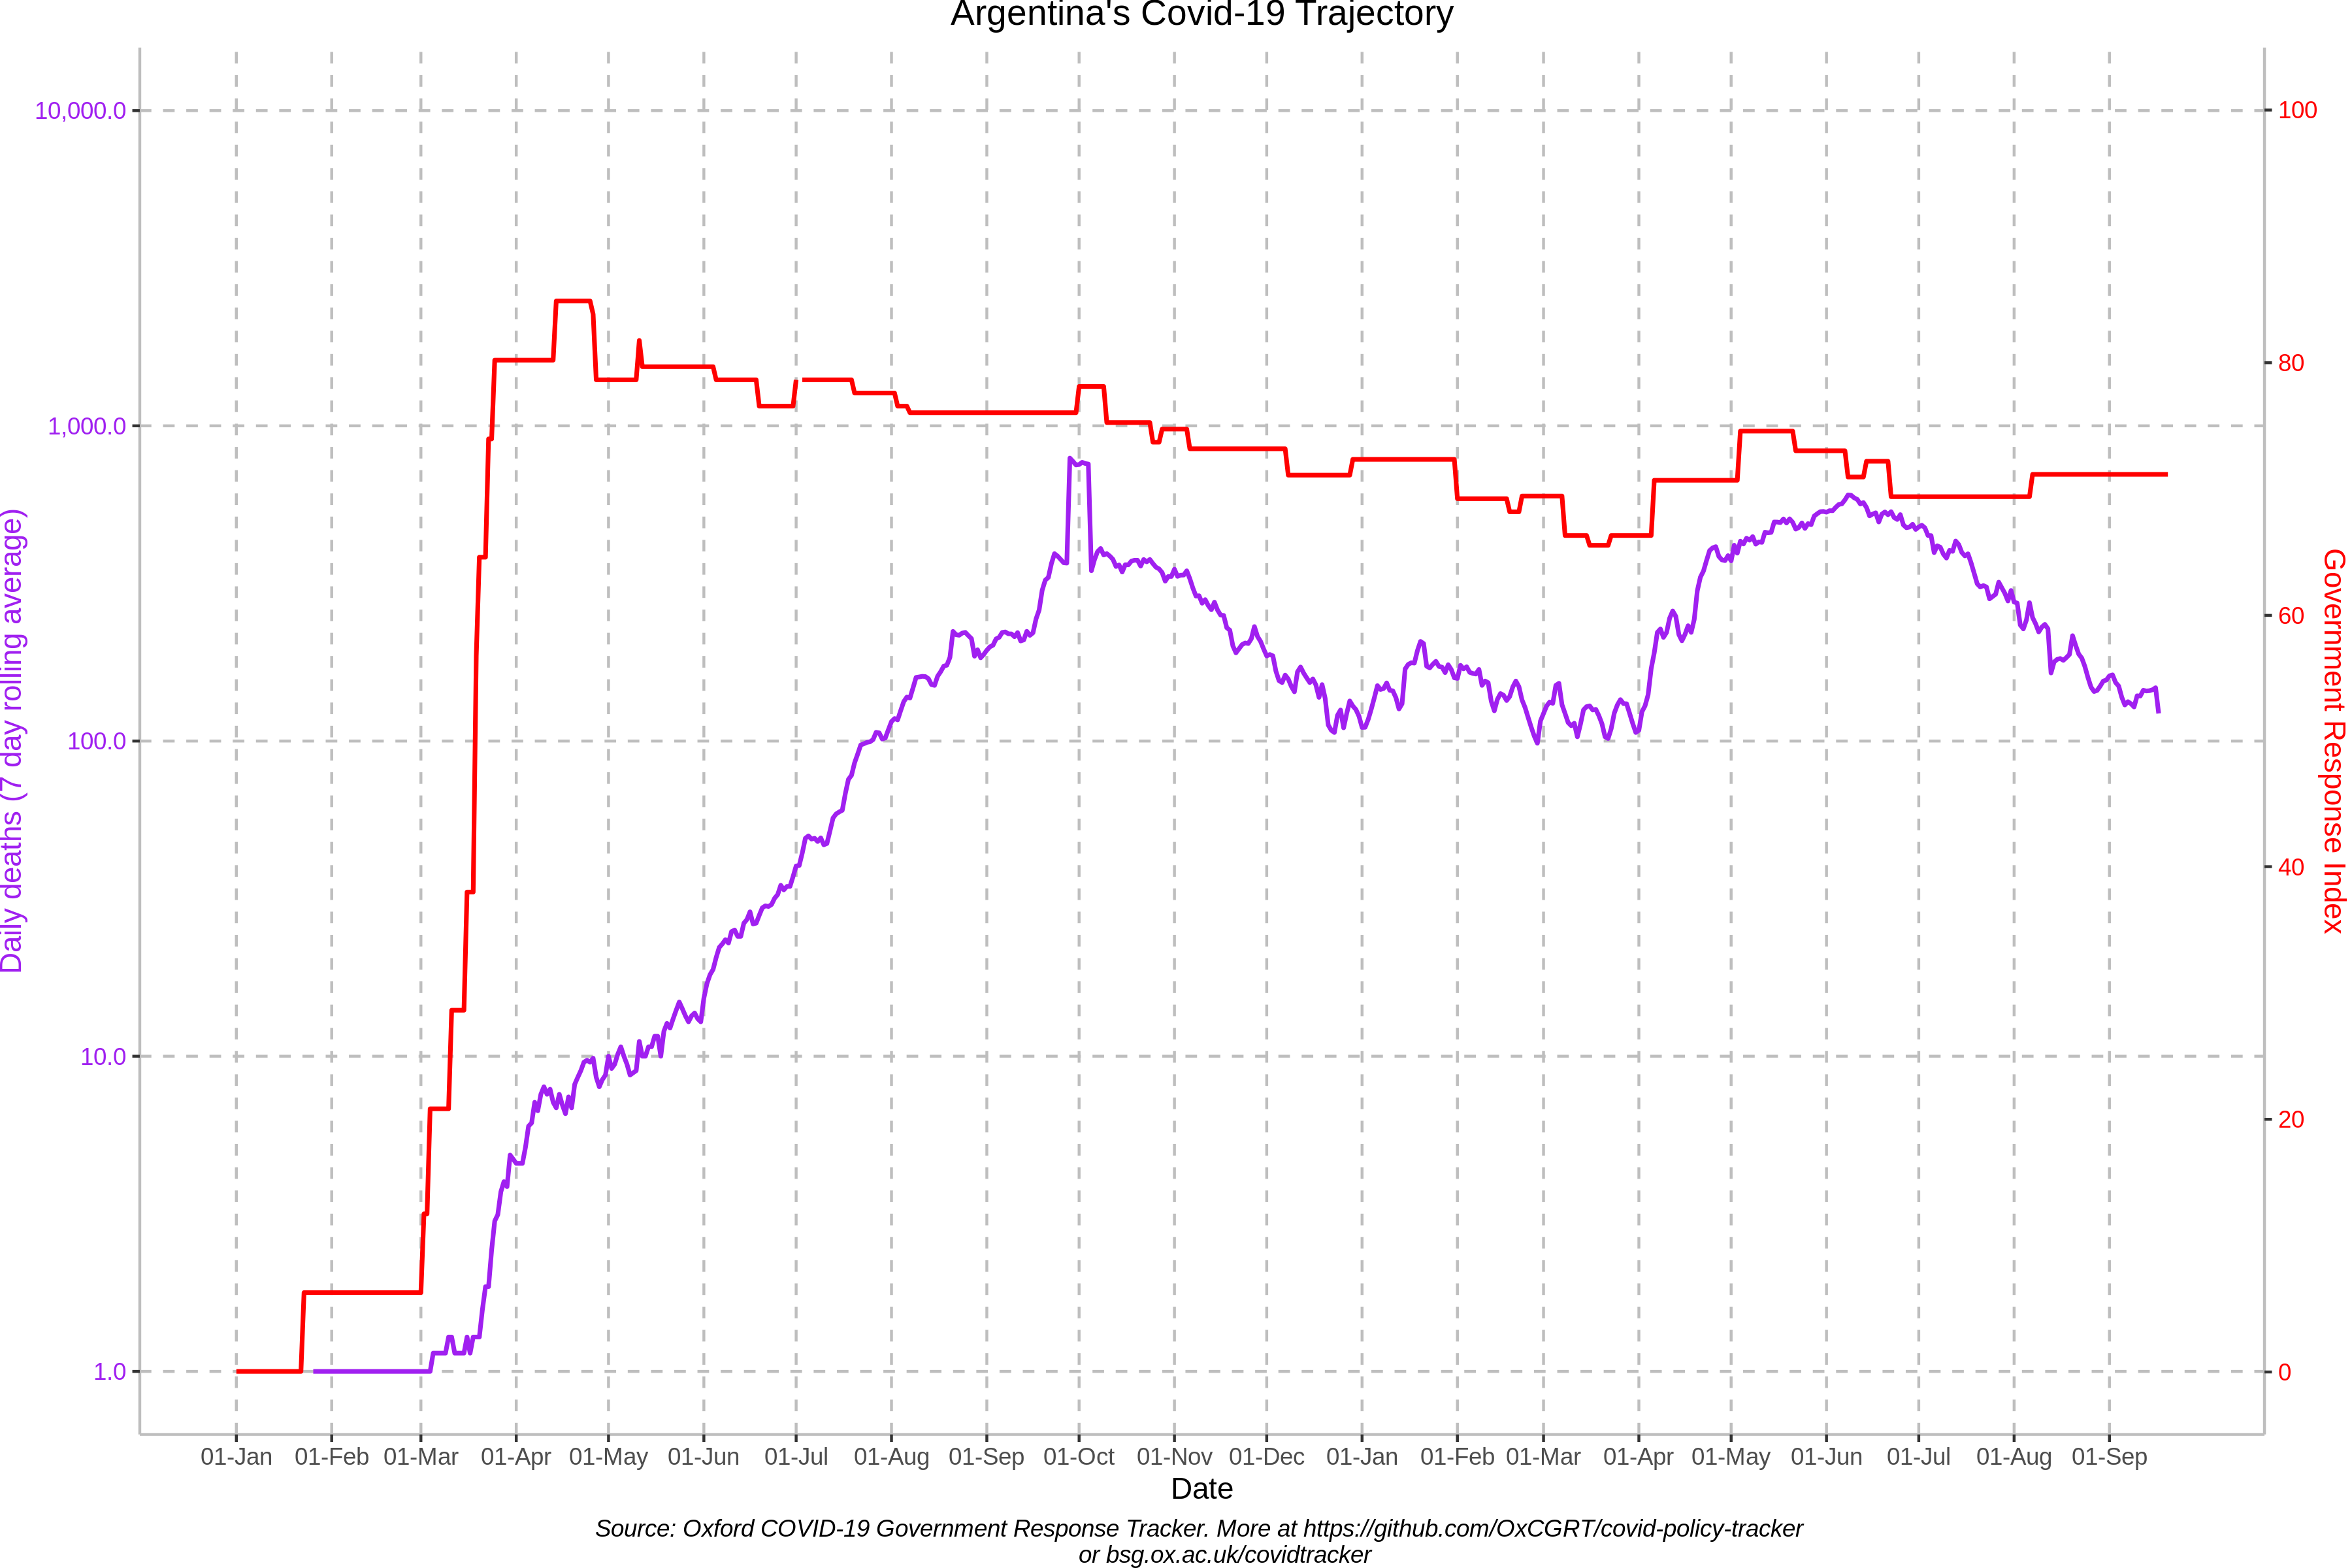 Argentina's Covid-19 Trajectory
10,000.0
1,000.0
100.0
10.0
1.0
Daily deaths (7 day rolling average)
100
80
60
40
20
0
Government Response Index
01-Jan 01-Feb 01-Mar 01-Apr 01-May 01-Jun 01-Jul 01-Aug 01-Sep 01-Oct 01-Nov 01-Dec 01-Jan 01-Feb 01-Mar 01-Apr 01-May 01-Jun 01-Jul 01-Aug 01-Sep
Date
Source: Oxford COVID-19 Government Response Tracker. More at https://github.com/OxCGRT/covid-policy-tracker
or bsg.ox.ac.uk/covidtracker